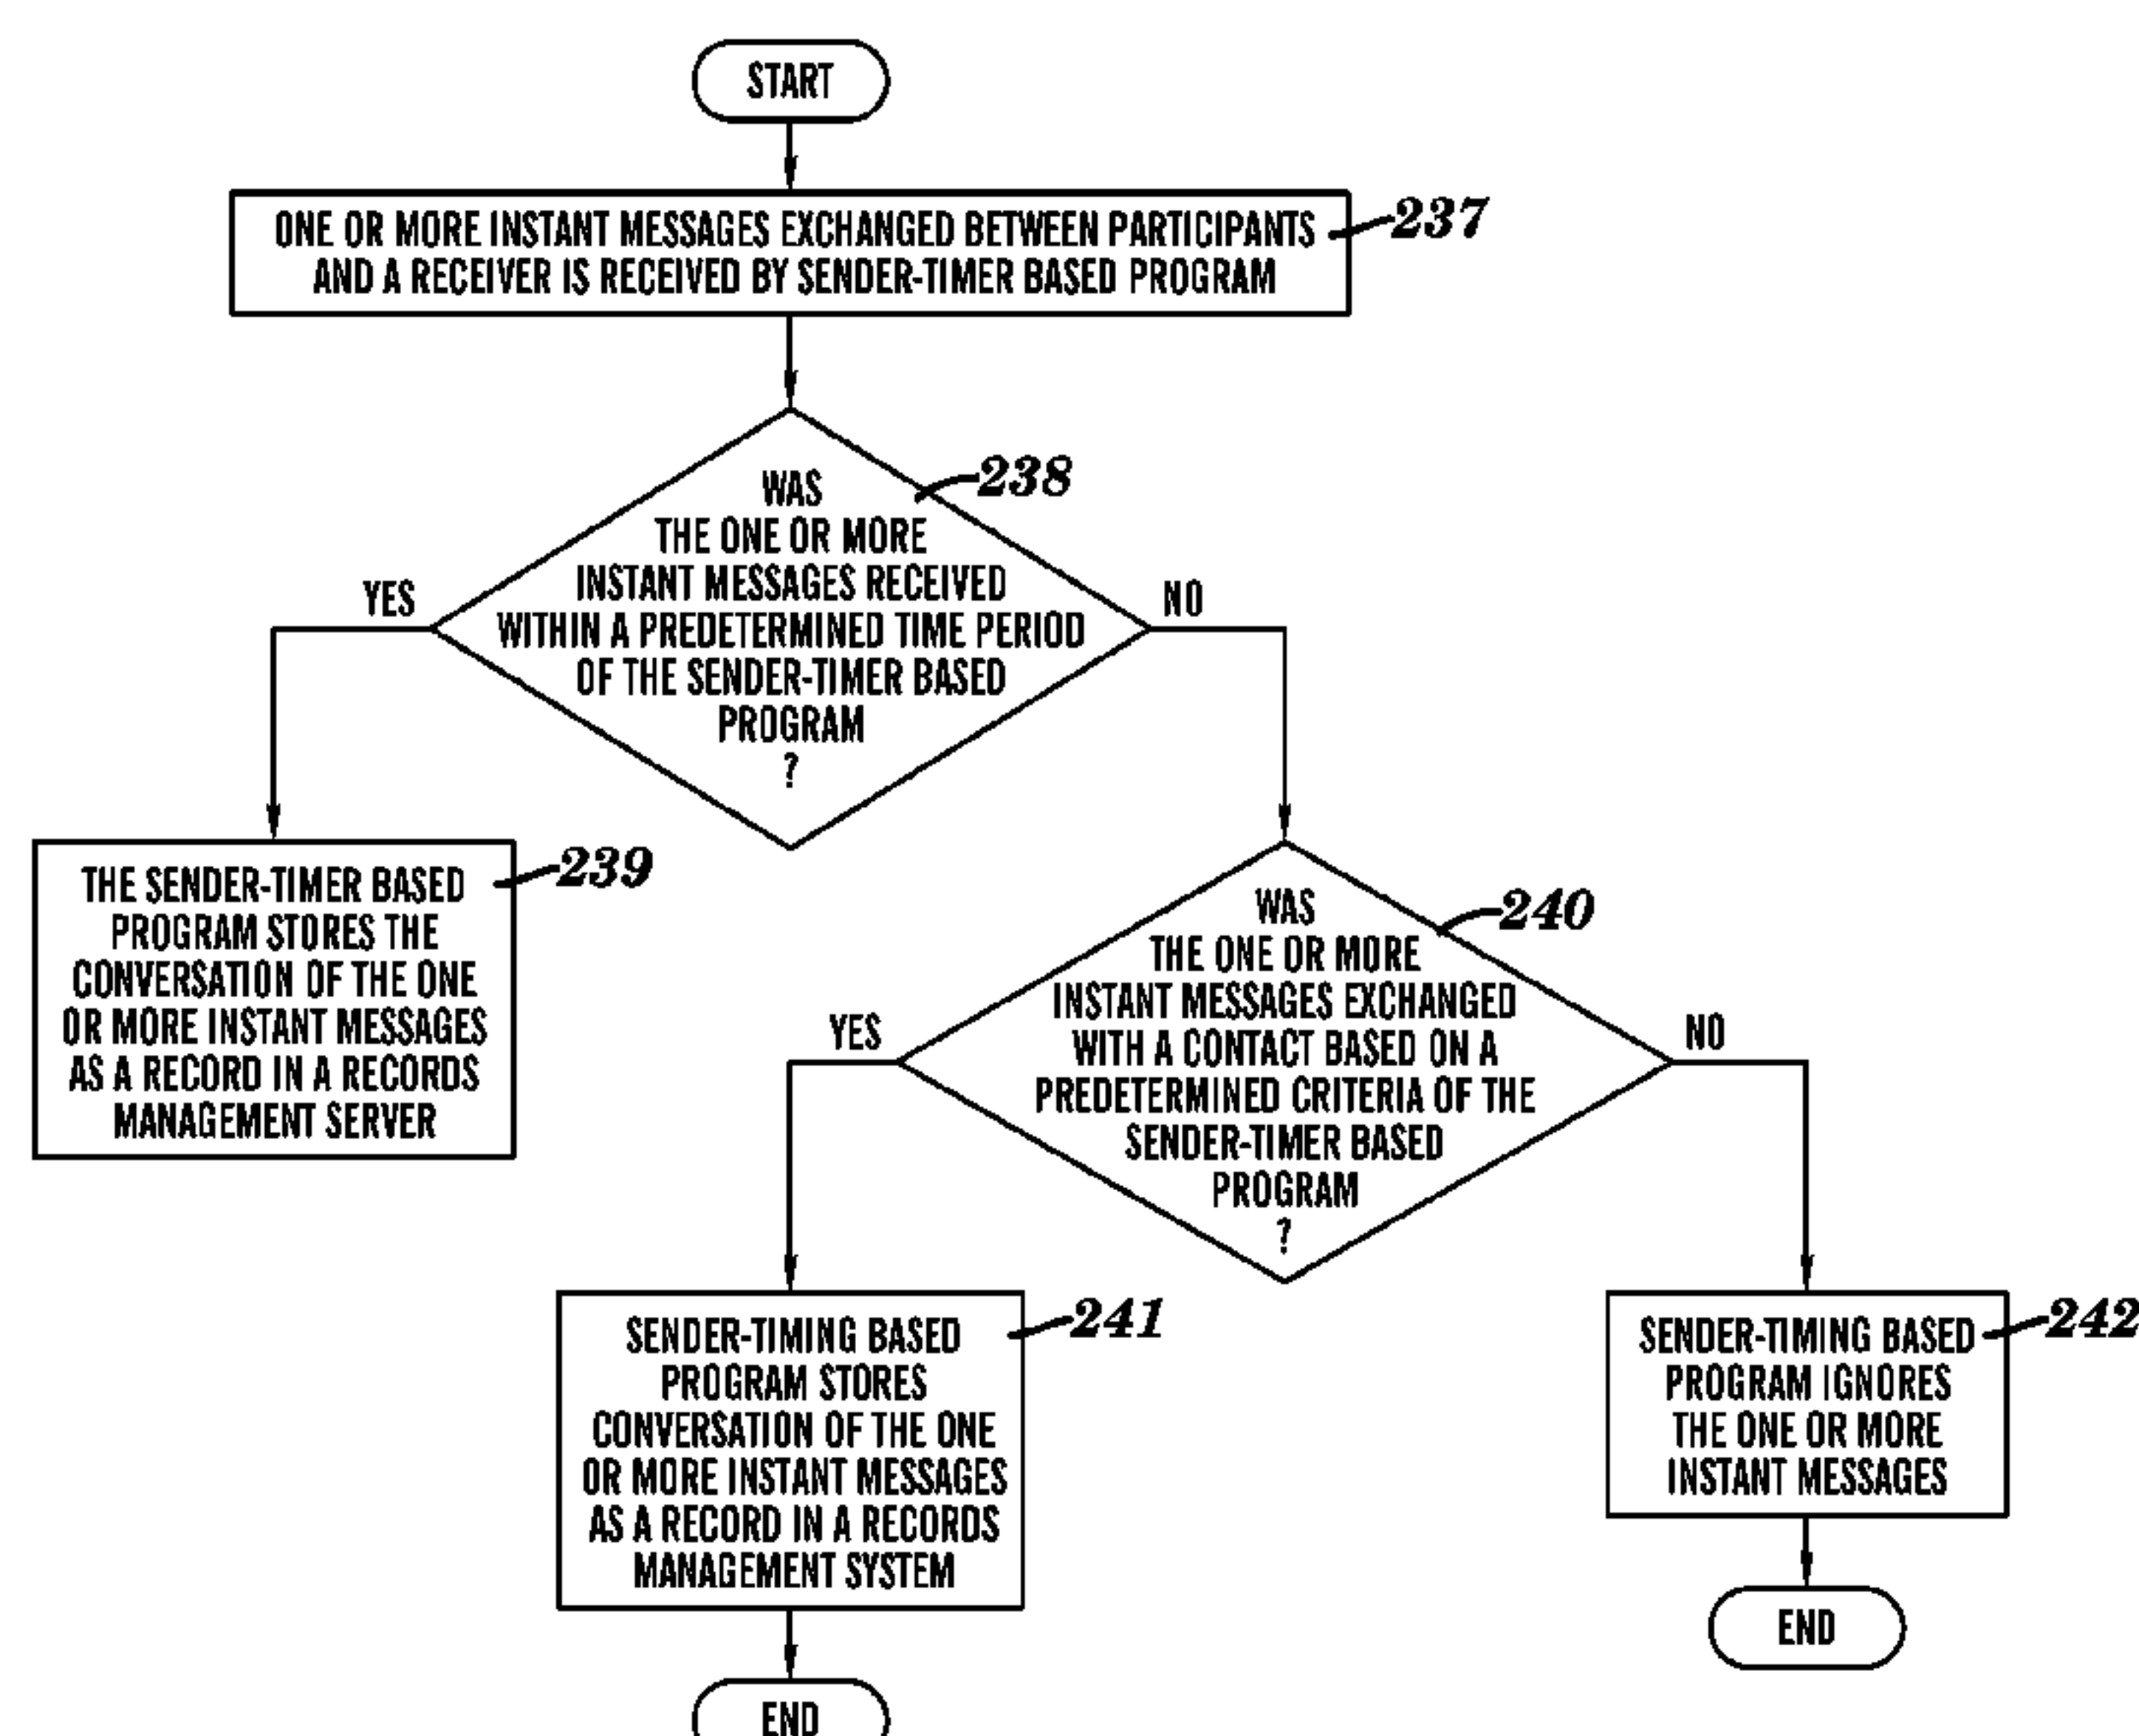 START
ONE OR MORE INSTANT MESSAGES EXCHANGED BETWEEN PARTICIPANTS
AND A RECEIVER IS RECEIVED BY SENDER-TIMER BASED PROGRAM
237
WAS
THE ONE OR MORE
INSTANT MESSAGES RECEIVED
WITHIN A PREDETERMINED TIME PERIOD
OF THE SENDER-TIMER BASED
PROGRAM
?
238
YES
NO
THE SENDER-TIMER BASED
PROGRAM STORES THE
CONVERSATION OF THE ONE
OR MORE INSTANT MESSAGES
AS A RECORD IN A RECORDS
MANAGEMENT SERVER
239
WAS
THE ONE OR MORE
INSTANT MESSAGES EXCHANGED
WITH A CONTACT BASED ON A
PREDETERMINED CRITERIA OF THE
SENDER-TIMER BASED
PROGRAM
?
240
YES
NO
SENDER-TIMING BASED
PROGRAM STORES
CONVERSATION OF THE ONE
OR MORE INSTANT MESSAGES
AS A RECORD IN A RECORDS
MANAGEMENT SYSTEM
241
SENDER-TIMING BASED
PROGRAM IGNORES
THE ONE OR MORE
INSTANT MESSAGES
242
END
END